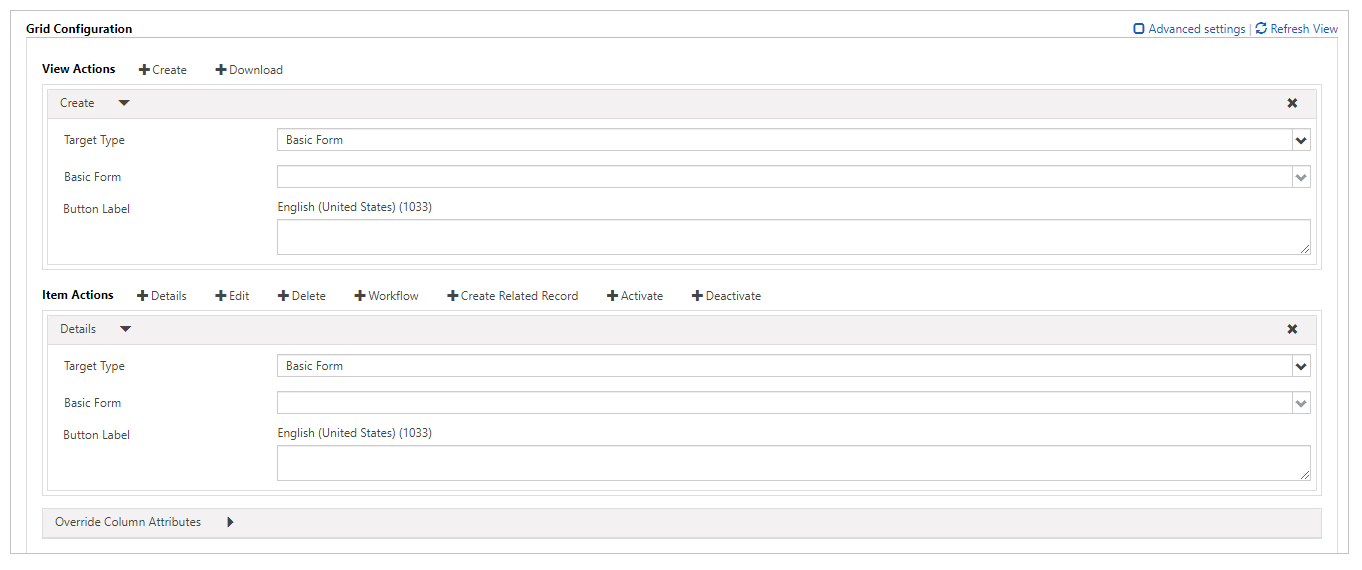 Grid Configuration Advanced settings | Refresh View
View Actions Create Download
Create
Target Type Basic Form
Basic Form
Button Label English (United States) (1033)
Item Actions Details Edit Delete Workflow Create Related Record Activate Deactivate
Details
Target Type Basic Form
Basic Form
Button Label English (United States) (1033)
Override Column Attributes